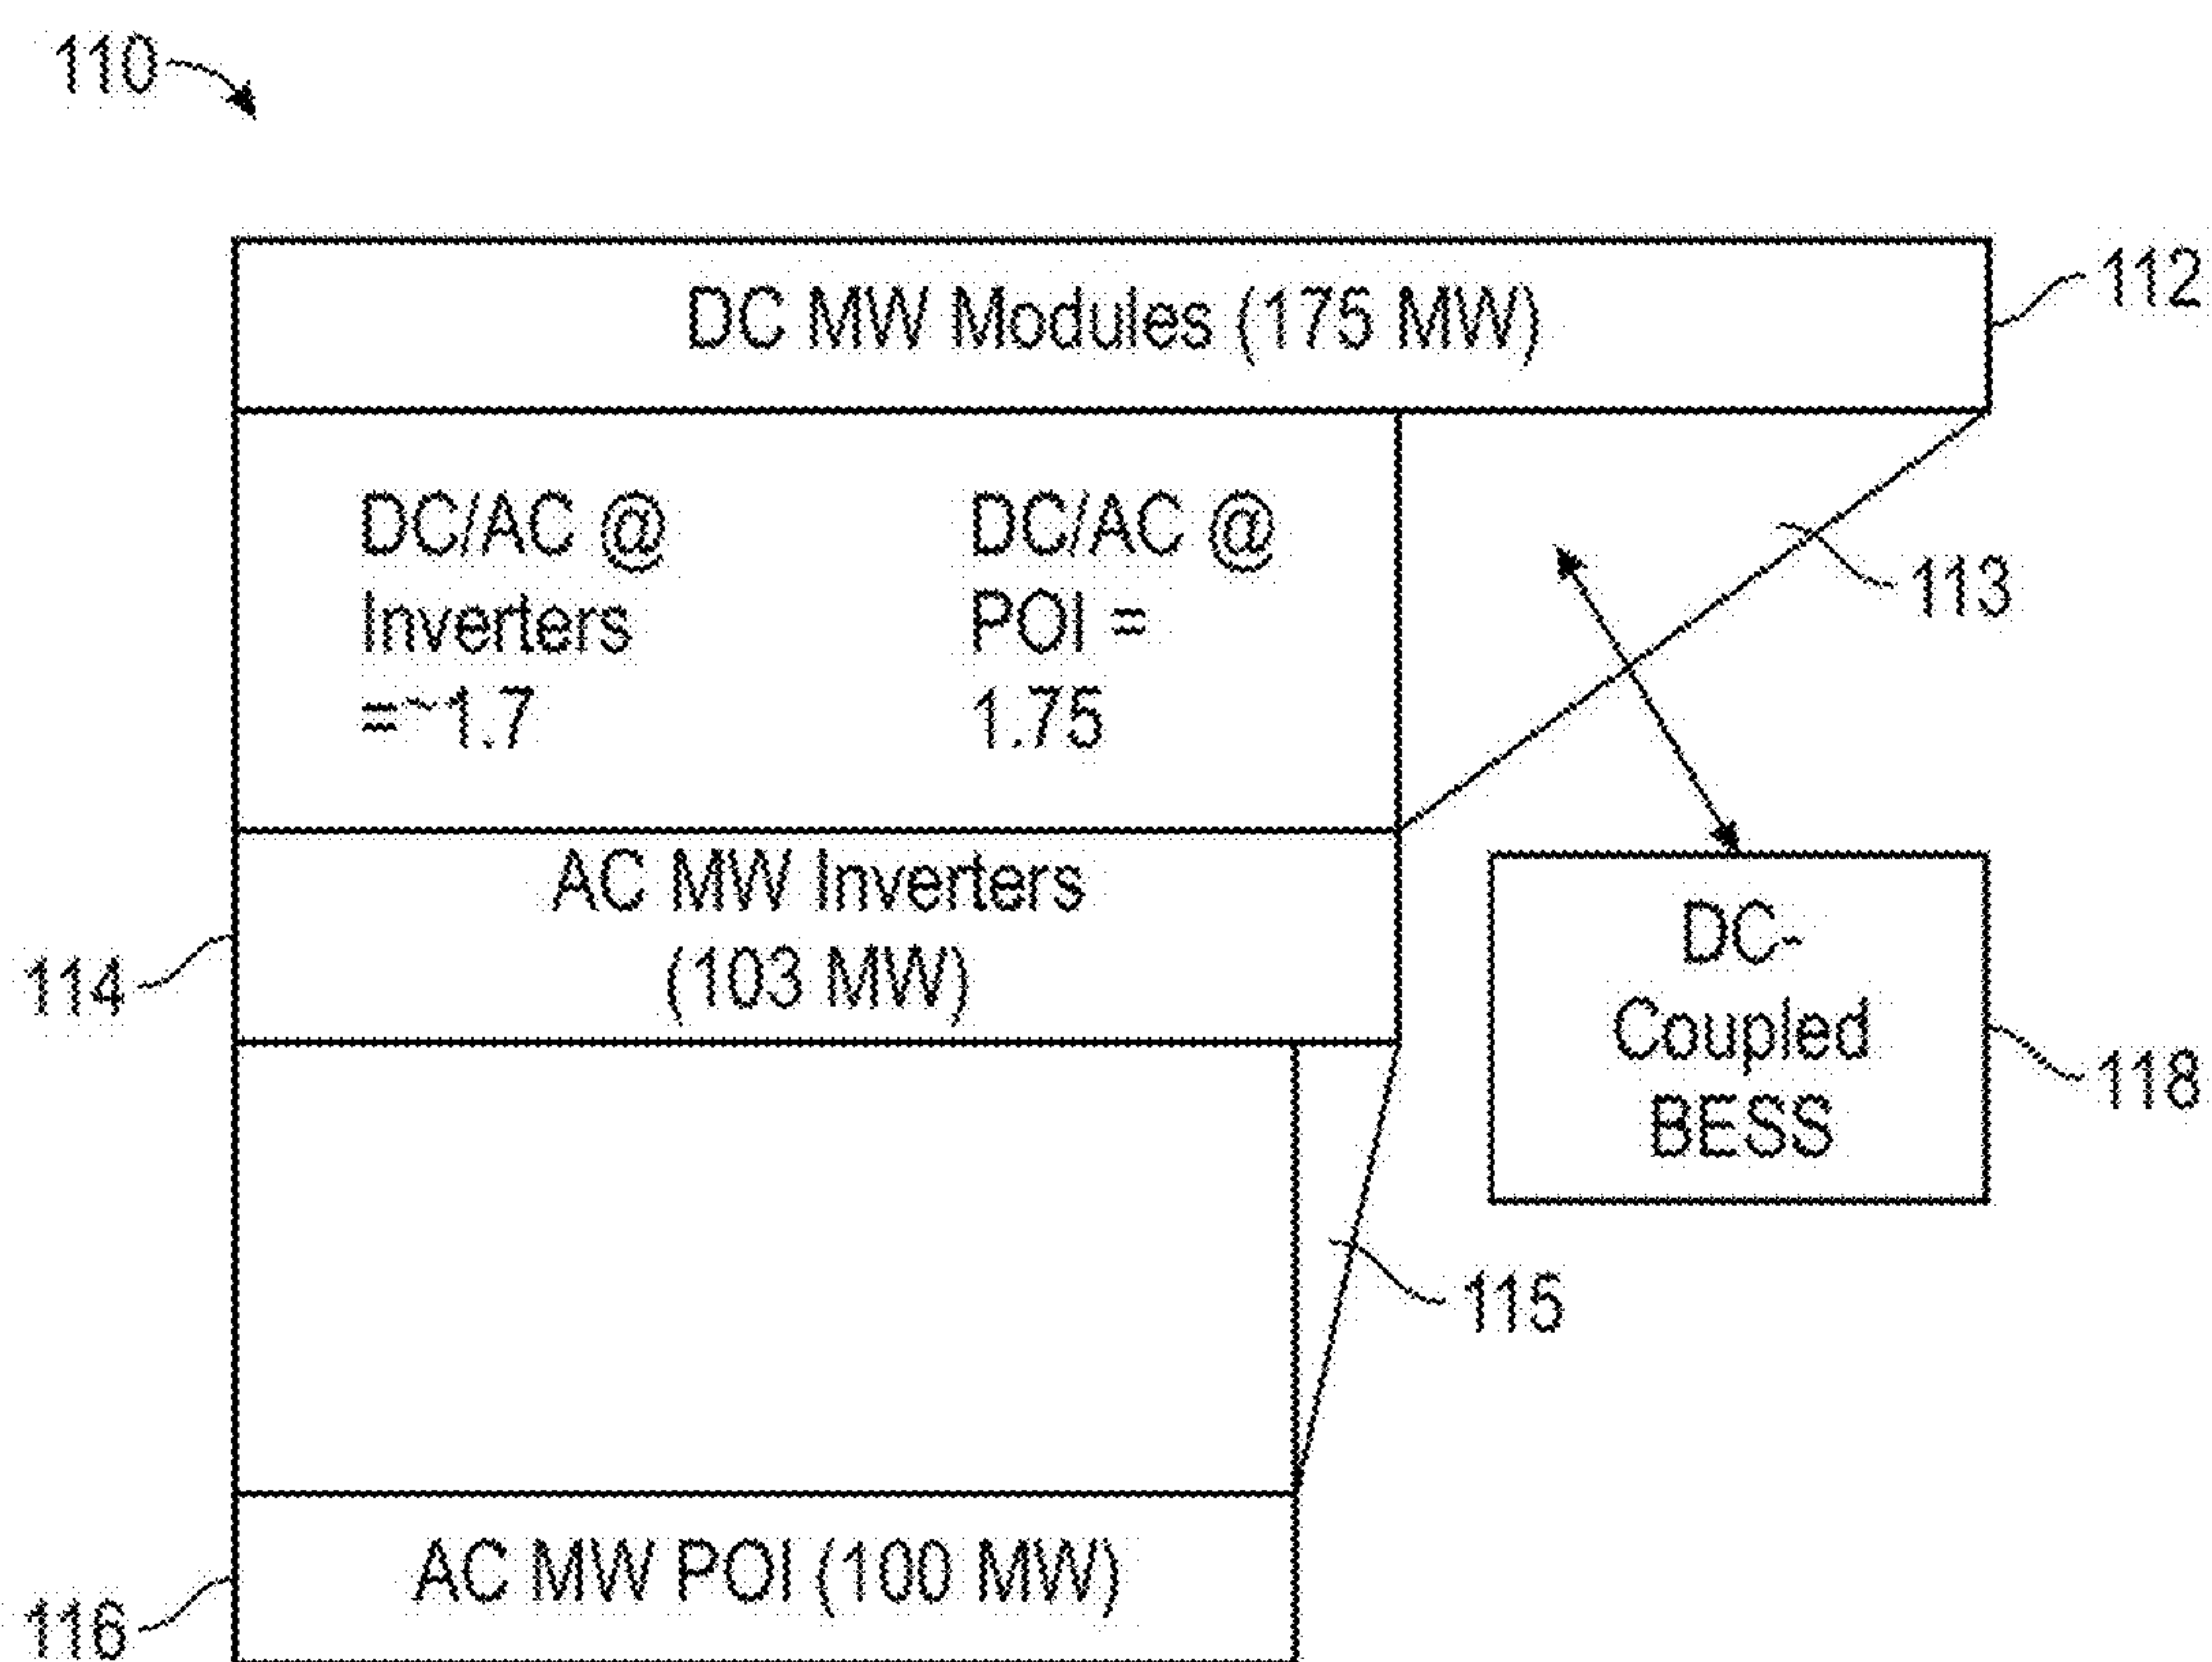 110
DC MW Modules (175 MW)
112
DC/AC @
Inverters
=~1.7
DC/AC @
POI =
1.75
113
AC MW Inverters
(103 MW)
114
DC-
Coupled
BESS
118
115
AC MW POI (100 MW)
116